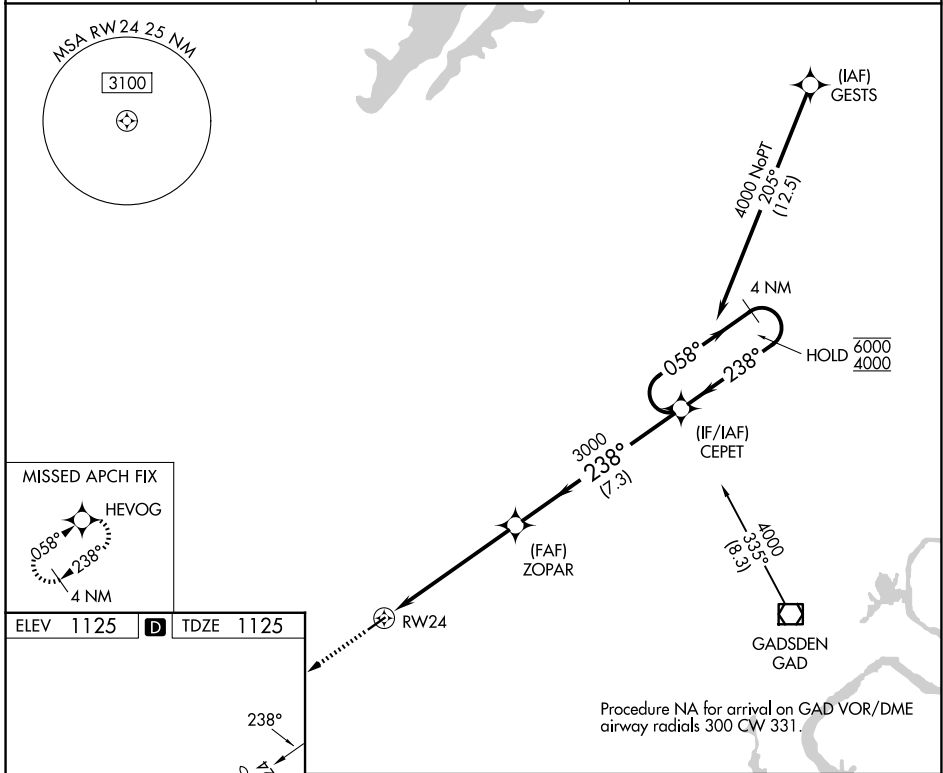 MSA RW24 25 NM
3100
(IAF)
GESTS
4000 NoPT
205°
(12.5)
4 NM
058°
238°
HOLD 6000
4000
(IF/IAF)
CEPET
3000
238°
(7.3)
(FAF)
ZOPAR
4000
335°
(8.3)
GADSDEN
GAD
MISSED APCH FIX
HEVOG
058°
238°
4 NM
RW24
ELEV 1125 D TDZE 1125
238°
Procedure NA for arrival on GAD VOR/DME
airway radials 300 CW 331.